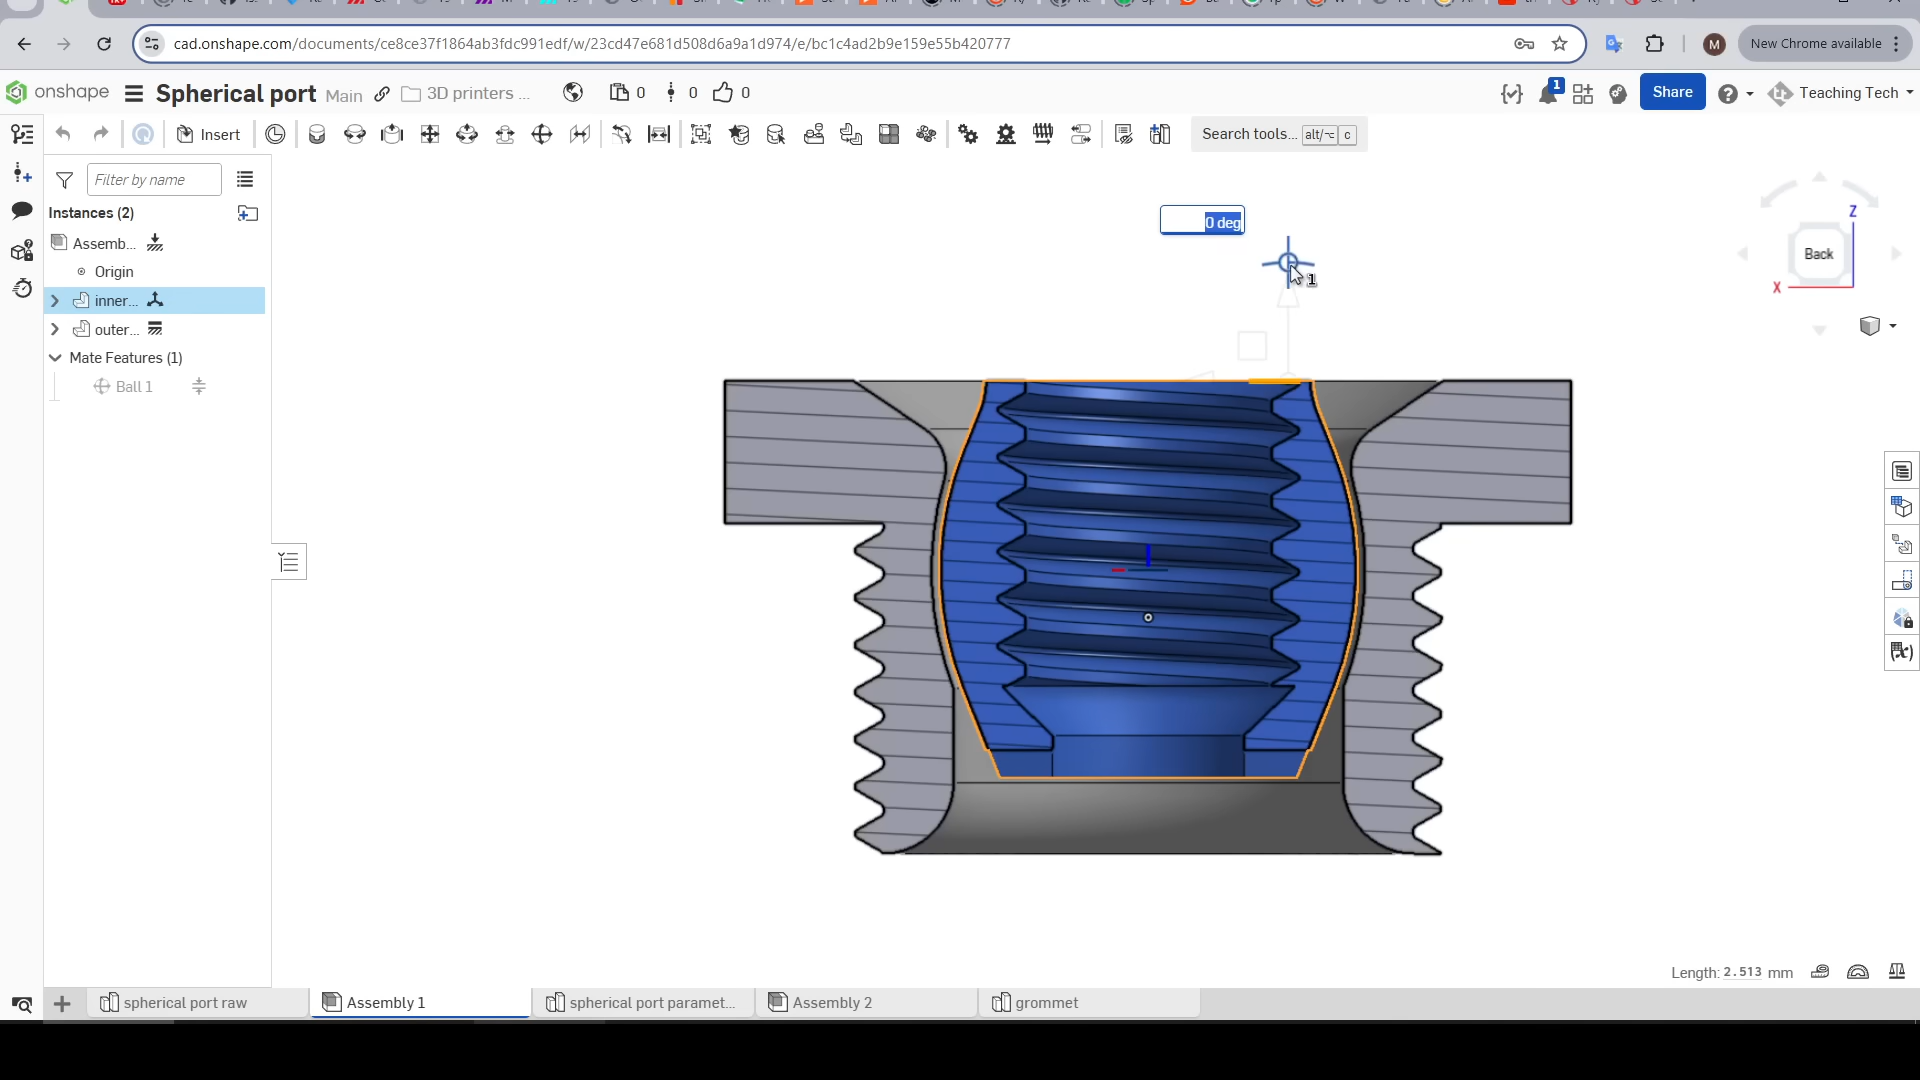 cad.onshape.com/documents/ce8ce37f1864ab3fdc991edf/w/23cd47e681d508d6a9a1d974/e/bc1c4ad2b9e159e55b420777
M
New Chrome available
onshape
Spherical port
Main
3D printers ...
0
0
0
1
Share
Teaching Tech
Insert
Search tools... alt/⌥ c
Filter by name
Instances (2)
Assemb...
Origin
inner...
outer...
Mate Features (1)
Ball 1
0 deg
1
Z
Back
X
Length: 2.513 mm
spherical port raw
Assembly 1
spherical port paramet...
Assembly 2
grommet